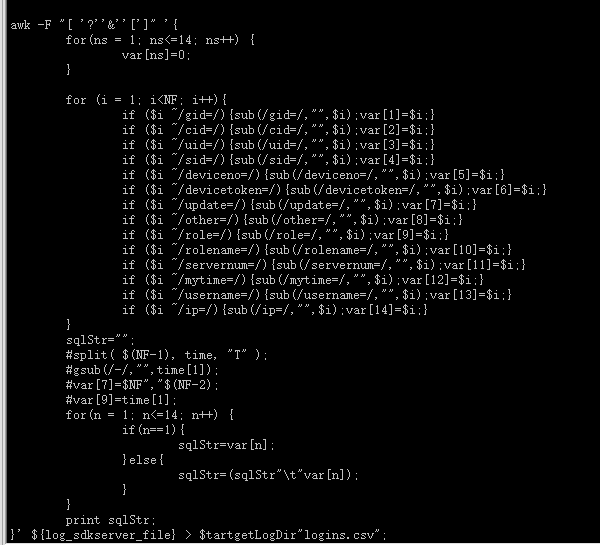 awk -F "[ '?''&''[']" '{
for(ns = 1; ns<=14; ns++) {
var[ns]=0;
}
for (i = 1; i<NF; i++){
if ($i ~/gid=/){sub(/gid=/,"",$i);var[1]=$i;}
if ($i ~/cid=/){sub(/cid=/,"",$i);var[2]=$i;}
if ($i ~/uid=/){sub(/uid=/,"",$i);var[3]=$i;}
if ($i ~/sid=/){sub(/sid=/,"",$i);var[4]=$i;}
if ($i ~/deviceno=/){sub(/deviceno=/,"",$i);var[5]=$i;}
if ($i ~/devicetoken=/){sub(/devicetoken=/,"",$i);var[6]=$i;}
if ($i ~/update=/){sub(/update=/,"",$i);var[7]=$i;}
if ($i ~/other=/){sub(/other=/,"",$i);var[8]=$i;}
if ($i ~/role=/){sub(/role=/,"",$i);var[9]=$i;}
if ($i ~/rolename=/){sub(/rolename=/,"",$i);var[10]=$i;}
if ($i ~/servernum=/){sub(/servernum=/,"",$i);var[11]=$i;}
if ($i ~/mytime=/){sub(/mytime=/,"",$i);var[12]=$i;}
if ($i ~/username=/){sub(/username=/,"",$i);var[13]=$i;}
if ($i ~/ip=/){sub(/ip=/,"",$i);var[14]=$i;}
}
sqlStr="";
#split( $(NF-1), time, "T" );
#gsub(/-/,"",time[1]);
#var[7]=$NF","$(NF-2);
#var[9]=time[1];
for(n = 1; n<=14; n++) {
if(n==1){
sqlStr=var[n];
}else{
sqlStr=(sqlStr"\t"var[n]);
}
}
print sqlStr;
}' ${log_sdkserver_file} > $tartgetLogDir"logins.csv";